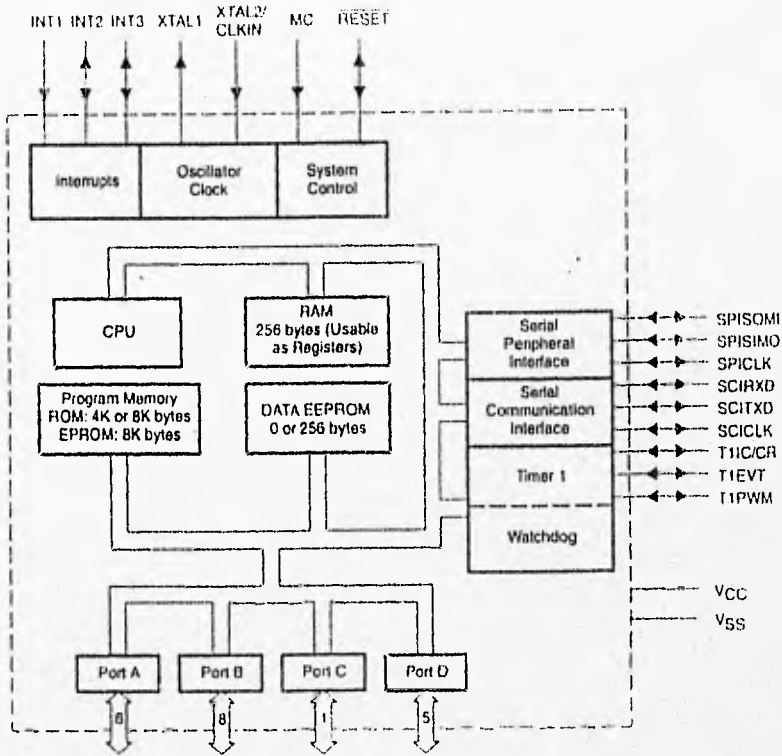 INT1 INT2 INT3 XTAL1 XTAL2/ MC RESET
CLKIN
Interrupts Oscillator System
Clock Control
CPU
RAM
256 bytes (Usable
as Registers)
Program Memory
ROM: 4K or 8K bytes
EPROM: 8K bytes
DATA EEPROM
0 or 256 bytes
Serial
Peripheral
Interface
Serial
Communication
Interface
Timer 1
Watchdog
SPISOMI
SPISIMO
SPICLK
SCIRXD
SCITXD
SCICLK
T1IC/CR
T1EVT
T1PWM
VCC
VSS
Port A Port B Port C Port D
8 1 5